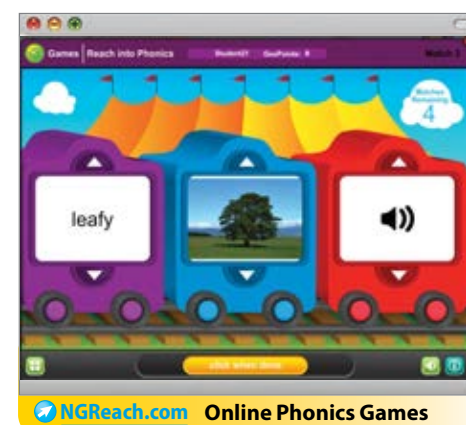 Games | Reach into Phonics
Matches
Remaining
4
leafy
click when done
NGReach.com Online Phonics Games